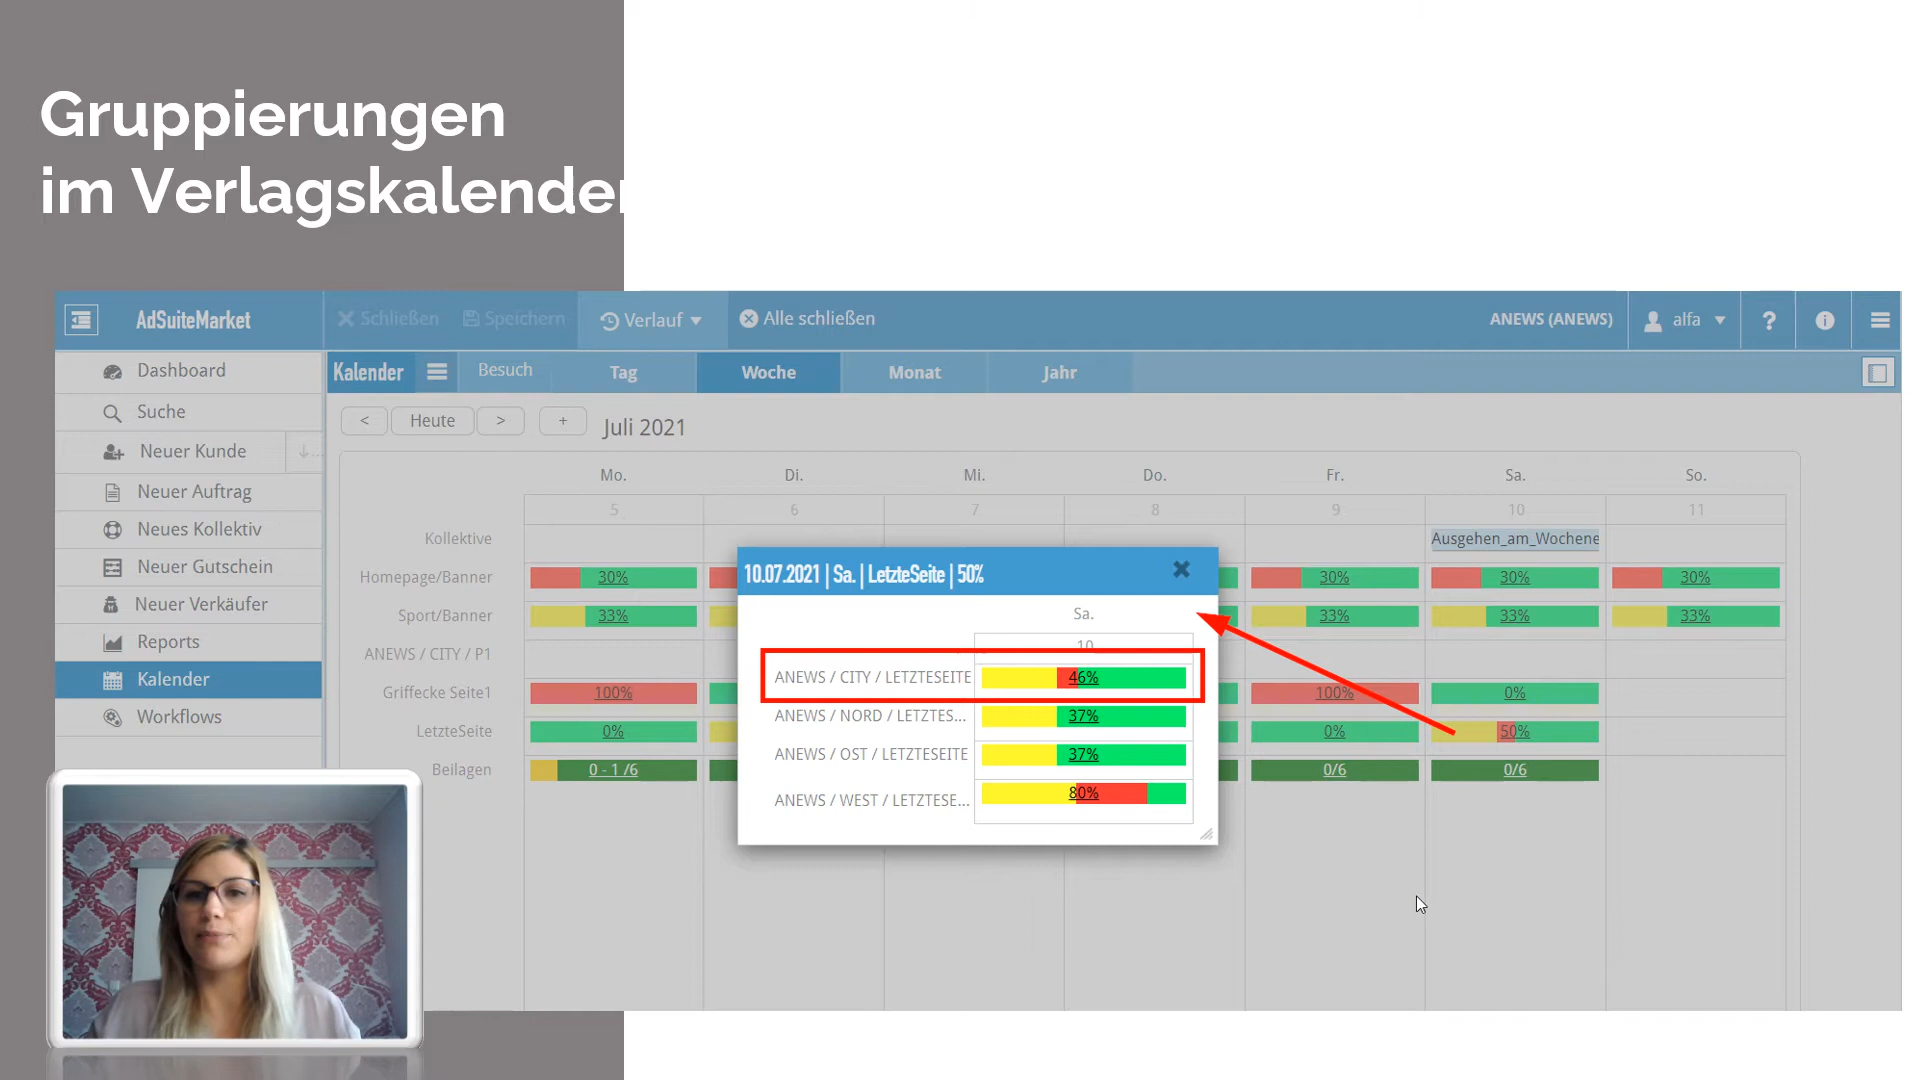 Gruppierungen
im Verlagskalender
AdSuiteMarket
Schließen
Speichern
Verlauf
Alle schließen
ANEWS (ANEWS)
alfa
?
Dashboard
Suche
Neuer Kunde
Neuer Auftrag
Neues Kollektiv
Neuer Gutschein
Neuer Verkäufer
Reports
Kalender
Workflows
Kalender
Besuch
Tag
Woche
Monat
Jahr
<
Heute
>
+
Juli 2021
Mo. Di. Mi. Do. Fr. Sa. So.
5 6 7 8 9 10 11
Kollektive Ausgehen_am_Wochene
Homepage/Banner 30% 30% 30% 30%
Sport/Banner 33% 33% 33% 33%
ANEWS / CITY / P1
Griffecke Seite1 100% 100% 0%
LetzteSeite 0% 0% 50%
Beilagen 0 - 1 /6 0/6 0/6
10.07.2021 | Sa. | LetzteSeite | 50%
Sa.
10
ANEWS / CITY / LETZTESEITE 46%
ANEWS / NORD / LETZTES... 37%
ANEWS / OST / LETZTESEITE 37%
ANEWS / WEST / LETZTESE... 80%